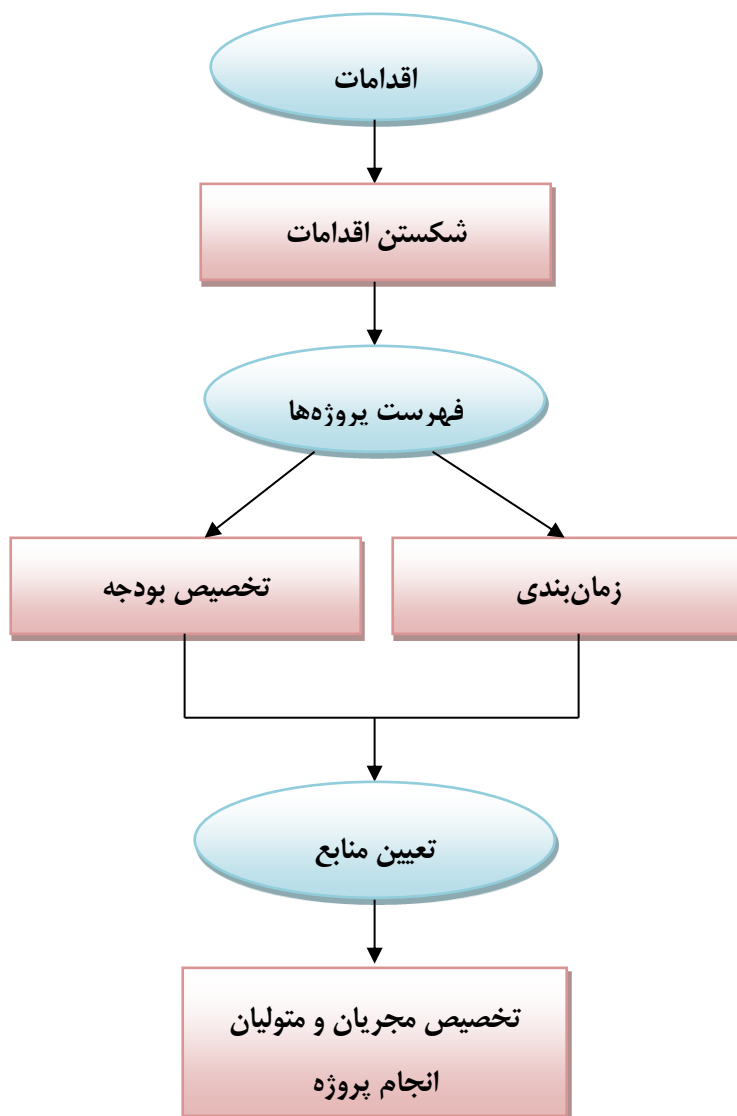 اقدامات
شکستن اقدامات
فهرست پروژه‌ها
زمان‌بندی
تخصیص بودجه
تعیین منابع
تخصیص مجریان و متولیان
انجام پروژه